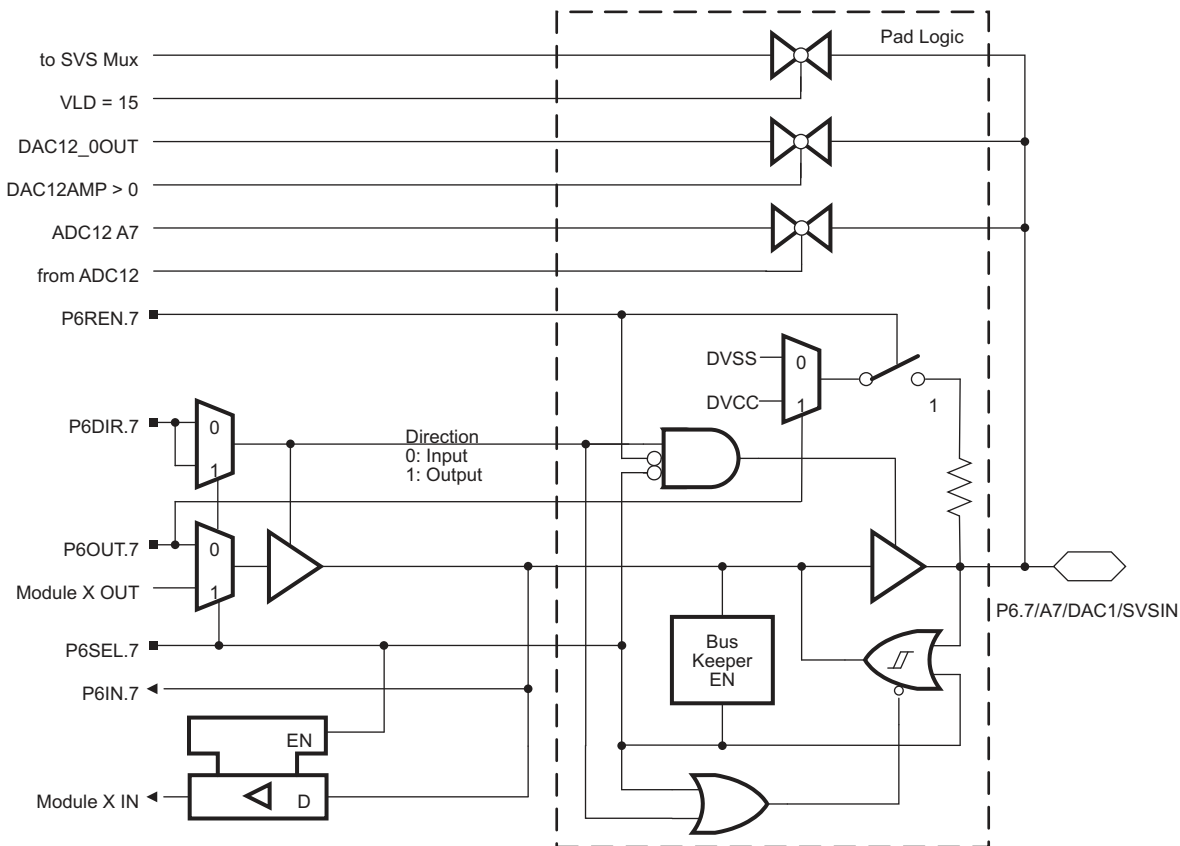 Pad Logic
to SVS Mux
VLD = 15
DAC12_0OUT
DAC12AMP > 0
ADC12 A7
from ADC12
P6REN.7
DVSS
0
DVCC
1
1
P6DIR.7
0
1
Direction
0: Input
1: Output
P6OUT.7
0
Module X OUT
1
P6.7/A7/DAC1/SVSIN
P6SEL.7
Bus
Keeper
EN
P6IN.7
EN
Module X IN
D